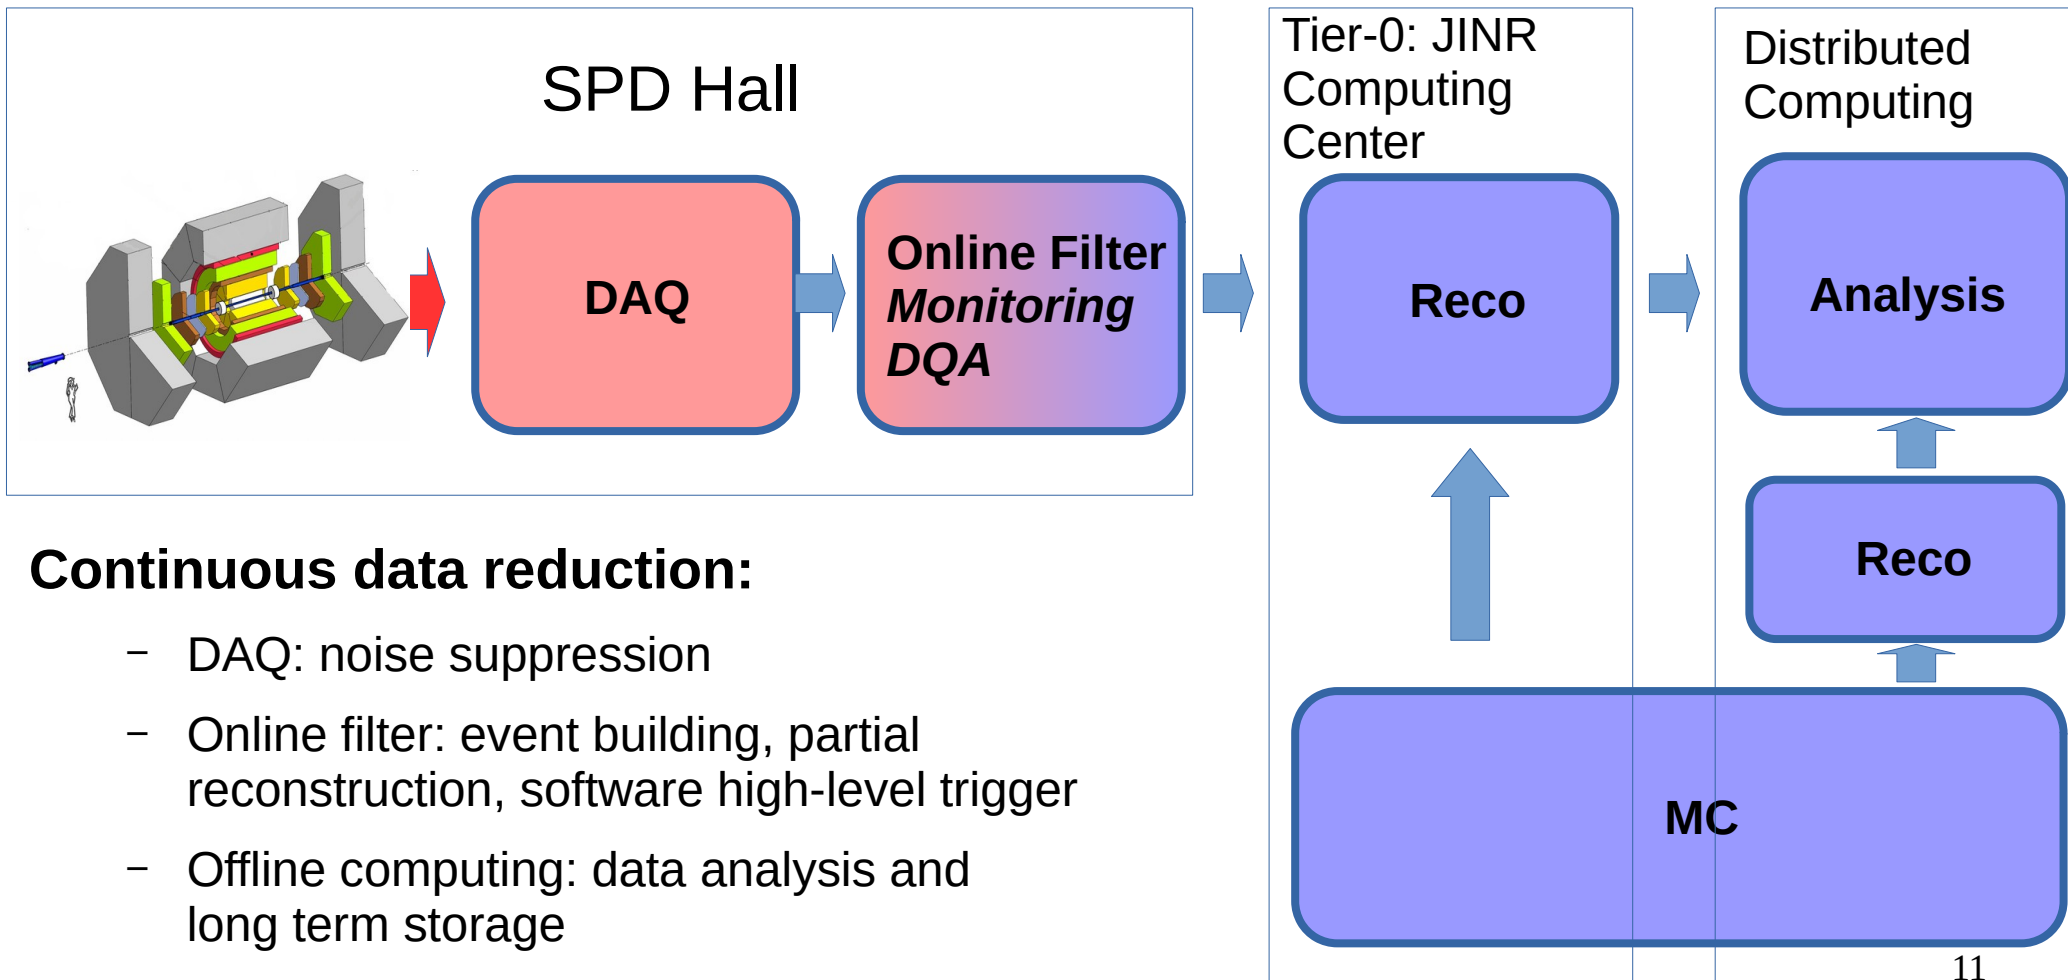 SPD Hall
DAQ
Online Filter
Monitoring
DQA
Tier-0: JINR
Computing
Center
Reco
Distributed
Computing
Analysis
Reco
MC
Continuous data reduction:
– DAQ: noise suppression
– Online filter: event building, partial
reconstruction, software high-level trigger
– Offline computing: data analysis and
long term storage
11